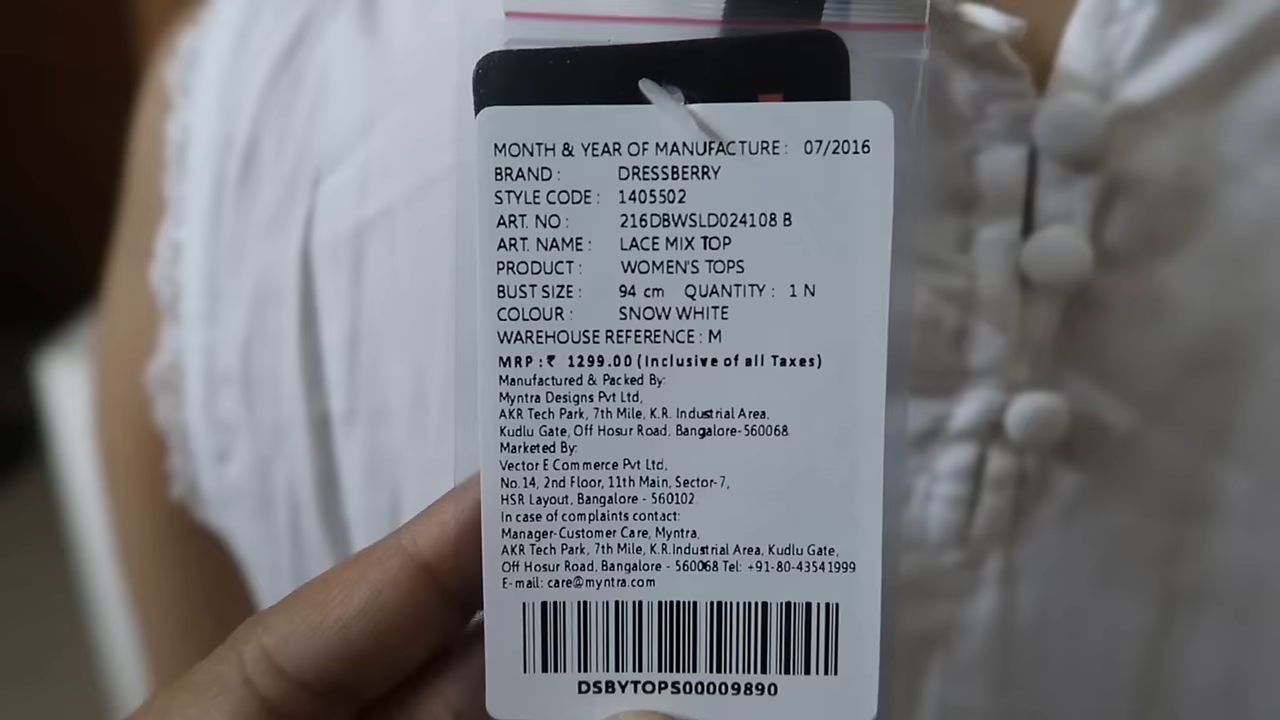 MONTH & YEAR OF MANUFACTURE : 07/2016
BRAND : DRESSBERRY
STYLE CODE : 1405502
ART. NO : 216DBWSLD024108 B
ART. NAME : LACE MIX TOP
PRODUCT : WOMEN'S TOPS
BUST SIZE : 94 cm QUANTITY : 1 N
COLOUR : SNOW WHITE
WAREHOUSE REFERENCE : M
MRP : ₹ 1299.00 (Inclusive of all Taxes)
Manufactured & Packed By:
Myntra Designs Pvt Ltd,
AKR Tech Park, 7th Mile, K.R. Industrial Area,
Kudlu Gate, Off Hosur Road, Bangalore-560068
Marketed By:
Vector E Commerce Pvt Ltd,
No.14, 2nd Floor, 11th Main, Sector-7,
HSR Layout, Bangalore - 560102
In case of complaints contact:
Manager-Customer Care, Myntra,
AKR Tech Park, 7th Mile, K.R.Industrial Area, Kudlu Gate,
Off Hosur Road, Bangalore - 560068 Tel: +91-80-43541999
E-mail: care@myntra.com
DSBYTOPS00009890